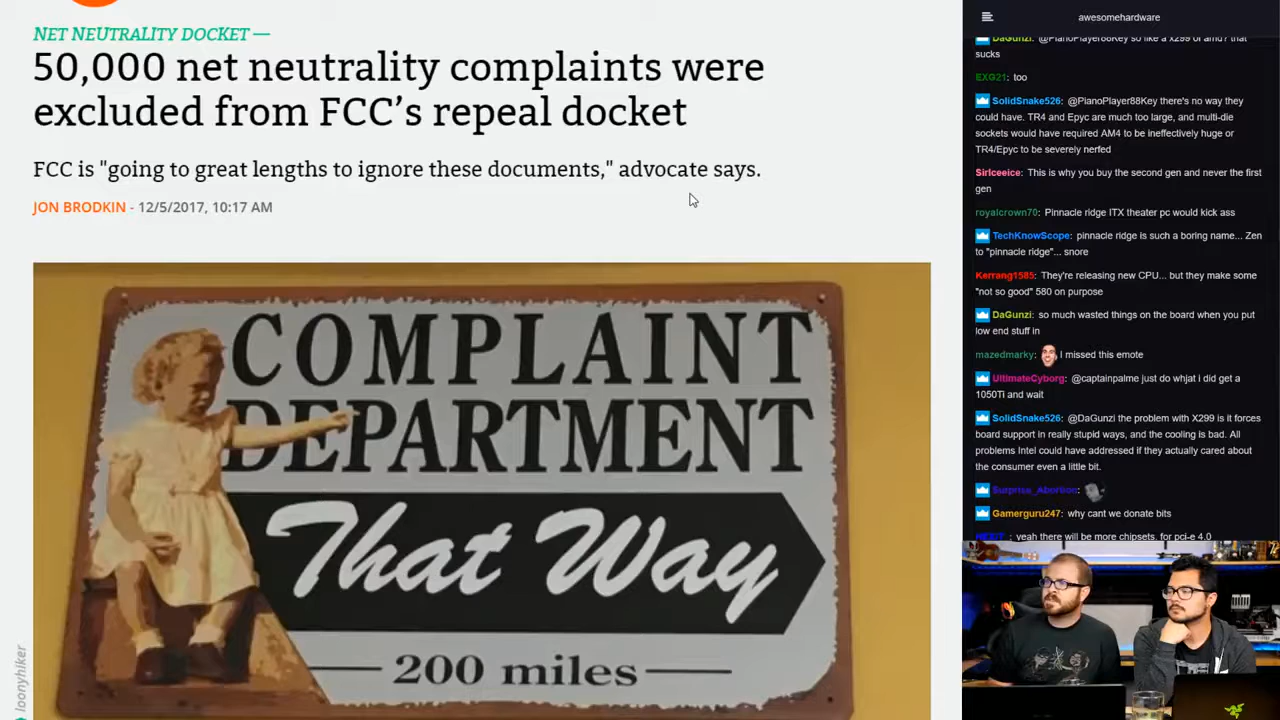 NET NEUTRALITY DOCKET —
50,000 net neutrality complaints were
excluded from FCC's repeal docket
FCC is "going to great lengths to ignore these documents," advocate says.
JON BRODKIN - 12/5/2017, 10:17 AM
COMPLAINT
DEPARTMENT
That Way
200 miles
loonyhiker
awesomehardware
DaGunzi: @PianoPlayer88Key so like a x299 of amd? that
sucks
EXG21: too
SolidSnake526: @PianoPlayer88Key there's no way they
could have. TR4 and Epyc are much too large, and multi-die
sockets would have required AM4 to be ineffectively huge or
TR4/Epyc to be severely nerfed
SirIceeice: This is why you buy the second gen and never the first
gen
royalcrown70: Pinnacle ridge ITX theater pc would kick ass
TechKnowScope: pinnacle ridge is such a boring name... Zen
to "pinnacle ridge"... snore
Kerrang1585: They're releasing new CPU... but they make some
"not so good" 580 on purpose
DaGunzi: so much wasted things on the board when you put
low end stuff in
mazedmarky: i missed this emote
UltimateCyborg: @captainpalme just do whjat i did get a
1050Ti and wait
SolidSnake526: @DaGunzi the problem with X299 is it forces
board support in really stupid ways, and the cooling is bad. All
problems Intel could have addressed if they actually cared about
the consumer even a little bit.
Surprise_Abortion:
Gamerguru247: why cant we donate bits
: yeah there will be more chipsets. for pci-e 4.0